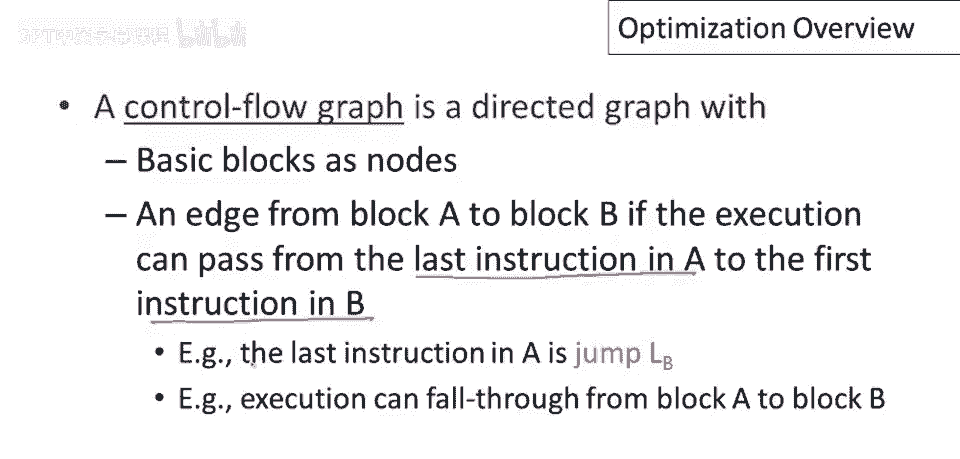 Optimization Overview
• A control-flow graph is a directed graph with
– Basic blocks as nodes
– An edge from block A to block B if the execution
can pass from the last instruction in A to the first
instruction in B
• E.g., the last instruction in A is jump L_B
• E.g., execution can fall-through from block A to block B